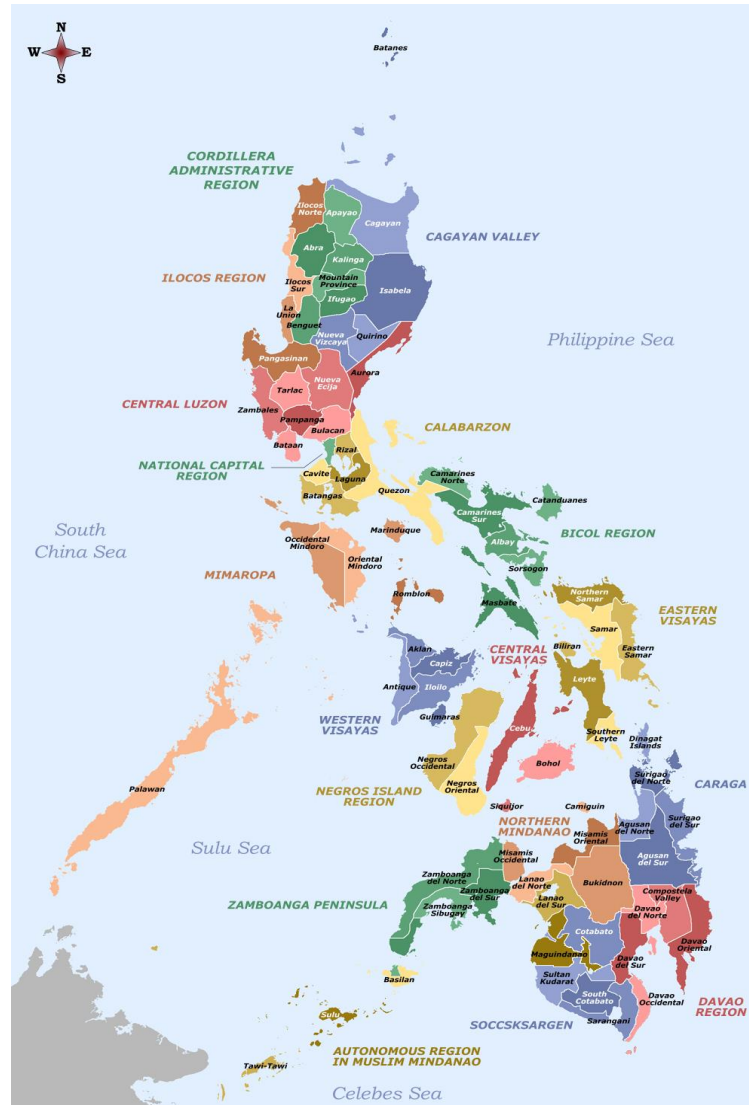 N
W E
S
Batanes
CORDILLERA
ADMINISTRATIVE
REGION
Ilocos
Norte
Apayao
Cagayan
CAGAYAN VALLEY
Abra
Kalinga
ILOCOS REGION
Ilocos
Sur
Mountain
Province
Isabela
Ifugao
La
Union
Benguet
Nueva
Vizcaya
Quirino
Philippine Sea
Pangasinan
Aurora
Nueva
Ecija
Tarlac
CENTRAL LUZON
Zambales
Pampanga
Bulacan
CALABARZON
Bataan
Rizal
NATIONAL CAPITAL
REGION
Cavite
Laguna
Camarines
Norte
Quezon
Batangas
Catanduanes
Camarines
Sur
South
China Sea
Marinduque
BICOL REGION
Occidental
Mindoro
Albay
Oriental
Mindoro
MIMAROPA
Sorsogon
Romblon
Masbate
Northern
Samar
EASTERN
VISAYAS
Samar
Aklan
CENTRAL
VISAYAS
Biliran
Eastern
Samar
Capiz
Leyte
Antique
Iloilo
WESTERN
VISAYAS
Guimaras
Cebu
Southern
Leyte
Dinagat
Islands
Negros
Occidental
Bohol
Palawan
NEGROS ISLAND
REGION
Negros
Oriental
Surigao
del Norte
CARAGA
Siquijor
Camiguin
NORTHERN
MINDANAO
Misamis
Oriental
Agusan
del Norte
Surigao
del Sur
Sulu Sea
Misamis
Occidental
Agusan
del Sur
Zamboanga
del Norte
Lanao
del Norte
Bukidnon
ZAMBOANGA PENINSULA
Zamboanga
del Sur
Lanao
del Sur
Compostela
Valley
Zamboanga
Sibugay
Davao
del Norte
Cotabato
Davao
Oriental
Maguindanao
Davao
del Sur
Basilan
Sultan
Kudarat
South
Cotabato
Davao
Occidental
DAVAO
REGION
Sulu
SOCCSKSARGEN
Sarangani
AUTONOMOUS REGION
IN MUSLIM MINDANAO
Tawi-Tawi
Celebes Sea